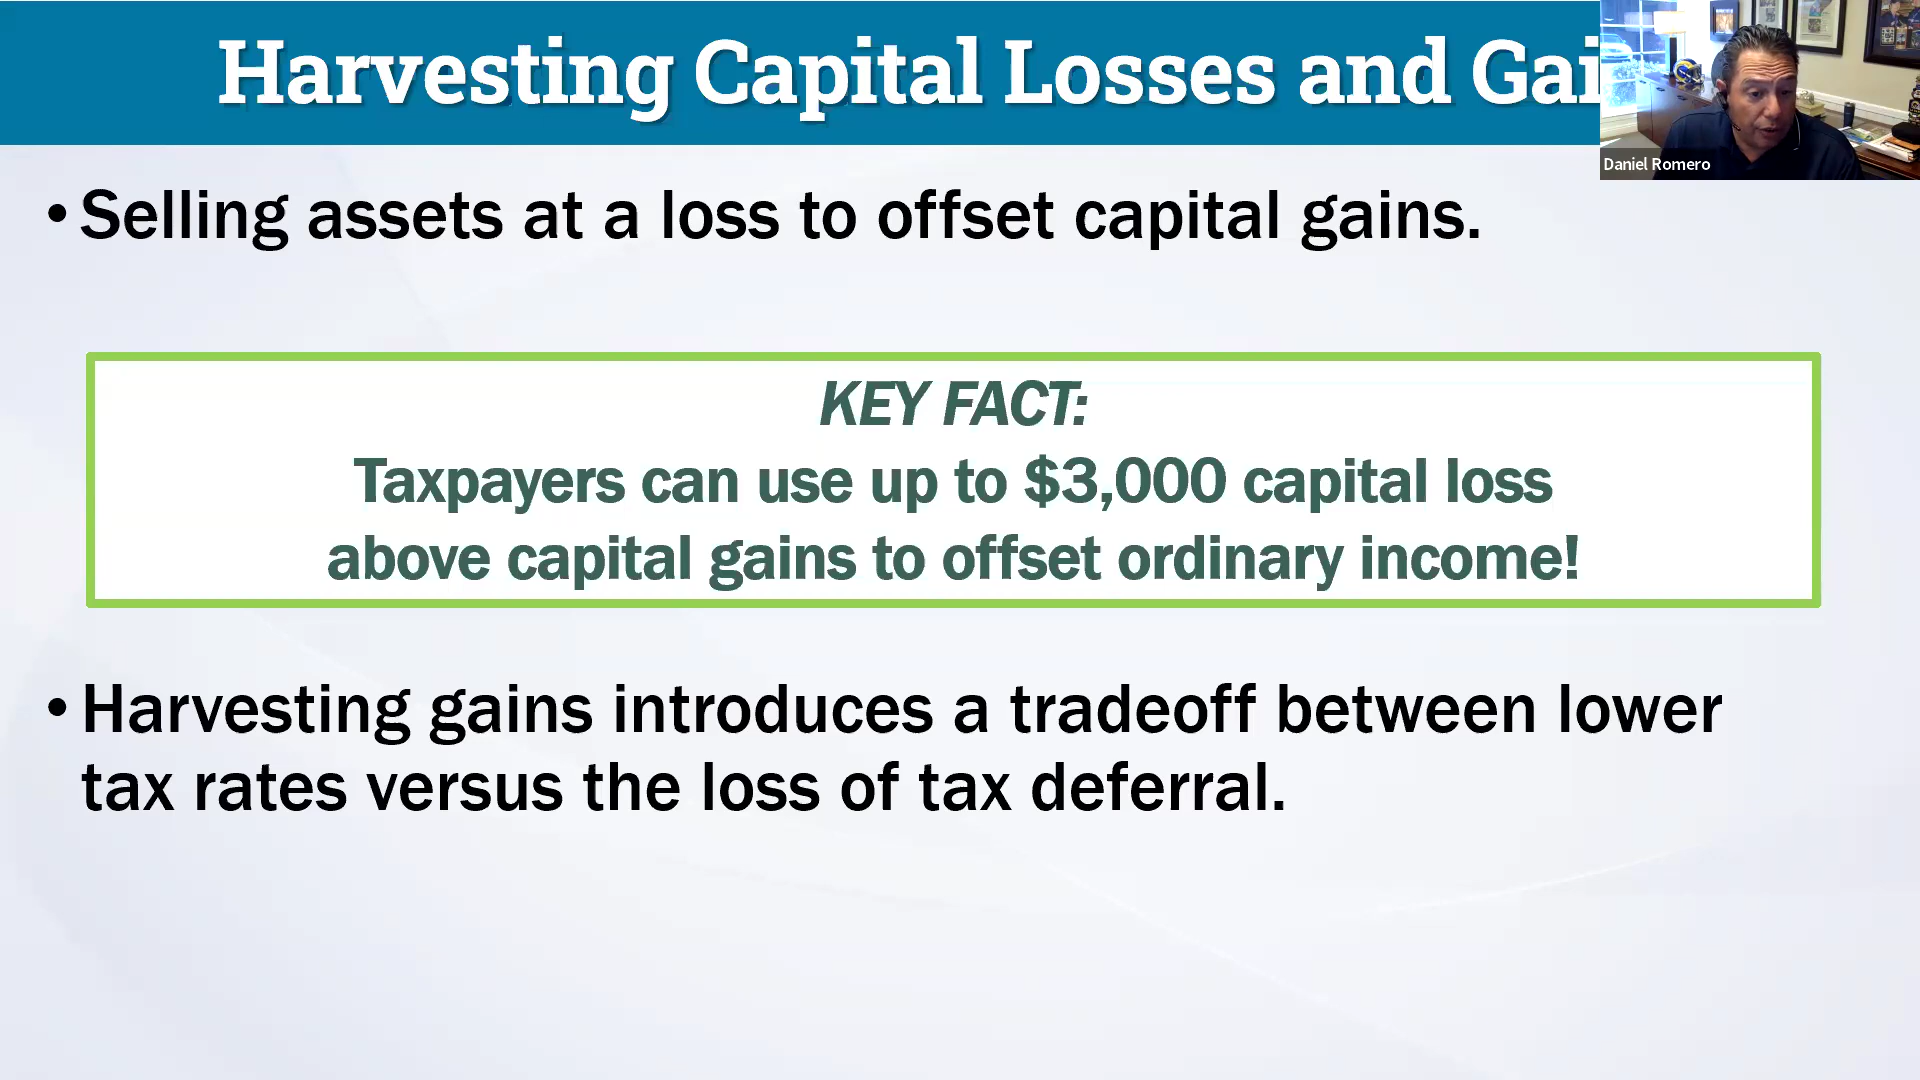 Harvesting Capital Losses and Gai
Daniel Romero
• Selling assets at a loss to offset capital gains.
KEY FACT:
Taxpayers can use up to $3,000 capital loss
above capital gains to offset ordinary income!
• Harvesting gains introduces a tradeoff between lower
tax rates versus the loss of tax deferral.